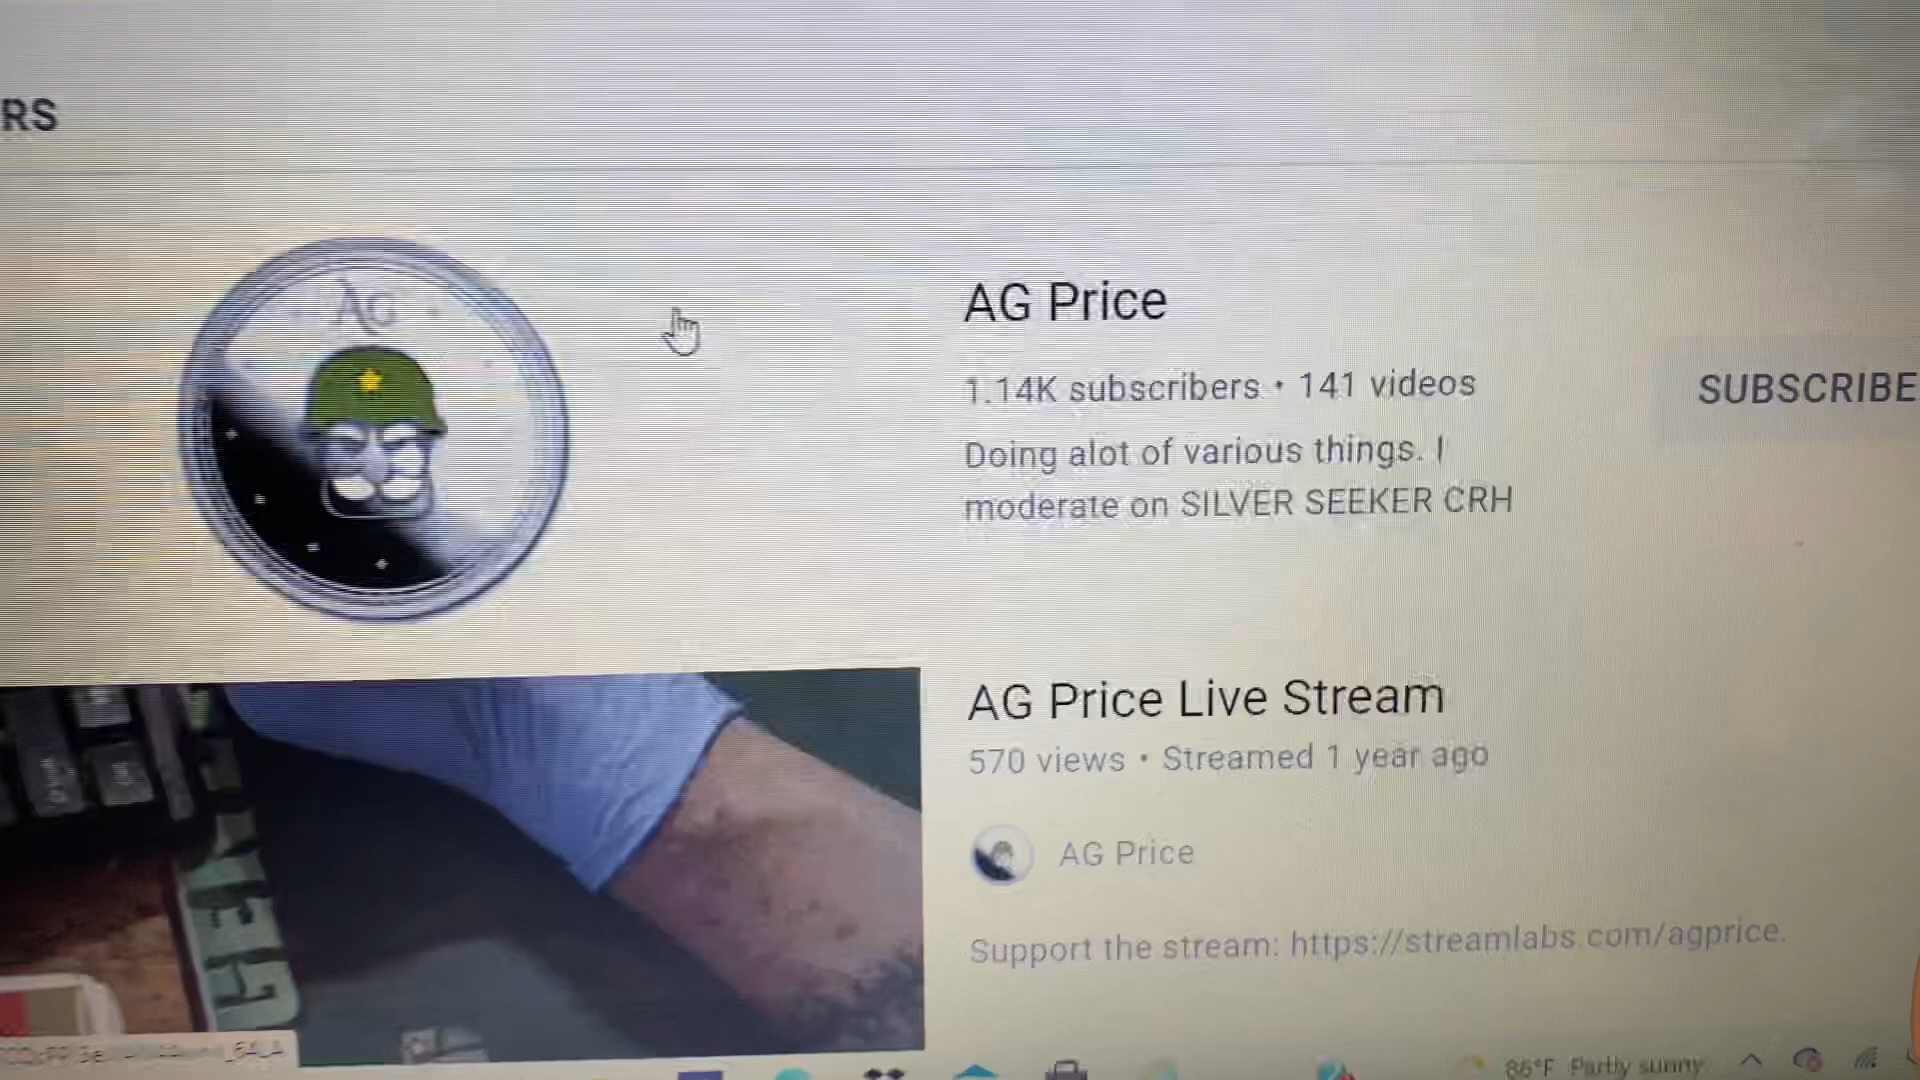 RS
AG
AG Price
1.14K subscribers • 141 videos
SUBSCRIBE
Doing alot of various things. I
moderate on SILVER SEEKER CRH
AG Price Live Stream
570 views • Streamed 1 year ago
AG Price
Support the stream: https://streamlabs.com/agprice.
86°F Partly sunny